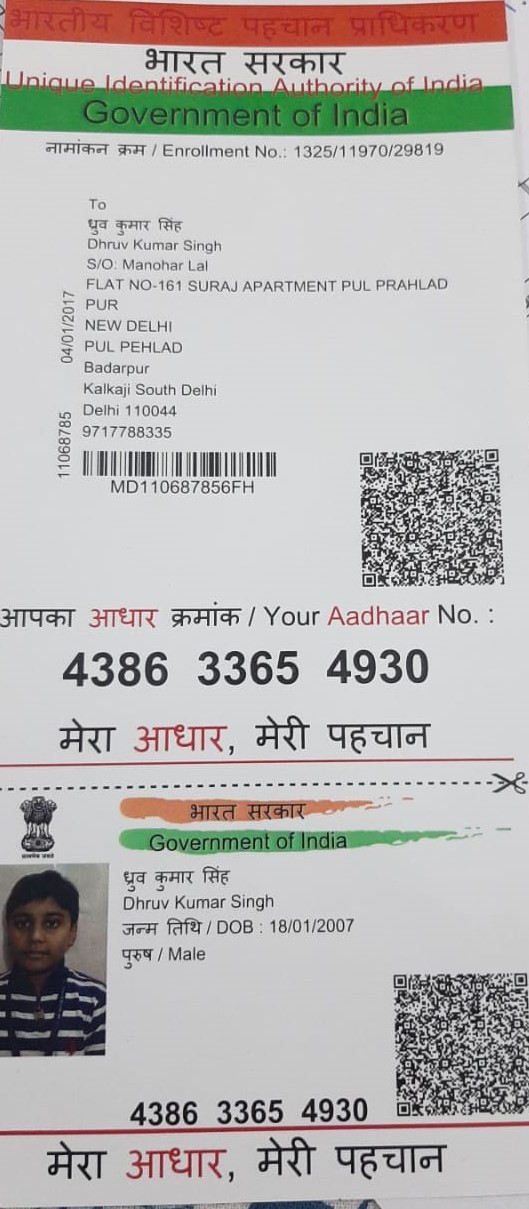 भारतीय विशिष्ट पहचान प्राधिकरण
भारत सरकार
Unique Identification Authority of India
Government of India
नामांकन क्रम / Enrollment No.: 1325/11970/29819
To
ध्रुव कुमार सिंह
Dhruv Kumar Singh
S/O: Manohar Lal
FLAT NO-161 SURAJ APARTMENT PUL PRAHLAD
PUR
NEW DELHI
PUL PEHLAD
Badarpur
Kalkaji South Delhi
Delhi 110044
9717788335
04/01/2017
11068785
MD110687856FH
आपका आधार क्रमांक / Your Aadhaar No. :
4386 3365 4930
मेरा आधार, मेरी पहचान
भारत सरकार
Government of India
सत्यमेव जयते
ध्रुव कुमार सिंह
Dhruv Kumar Singh
जन्म तिथि / DOB : 18/01/2007
पुरुष / Male
4386 3365 4930
मेरा आधार, मेरी पहचान